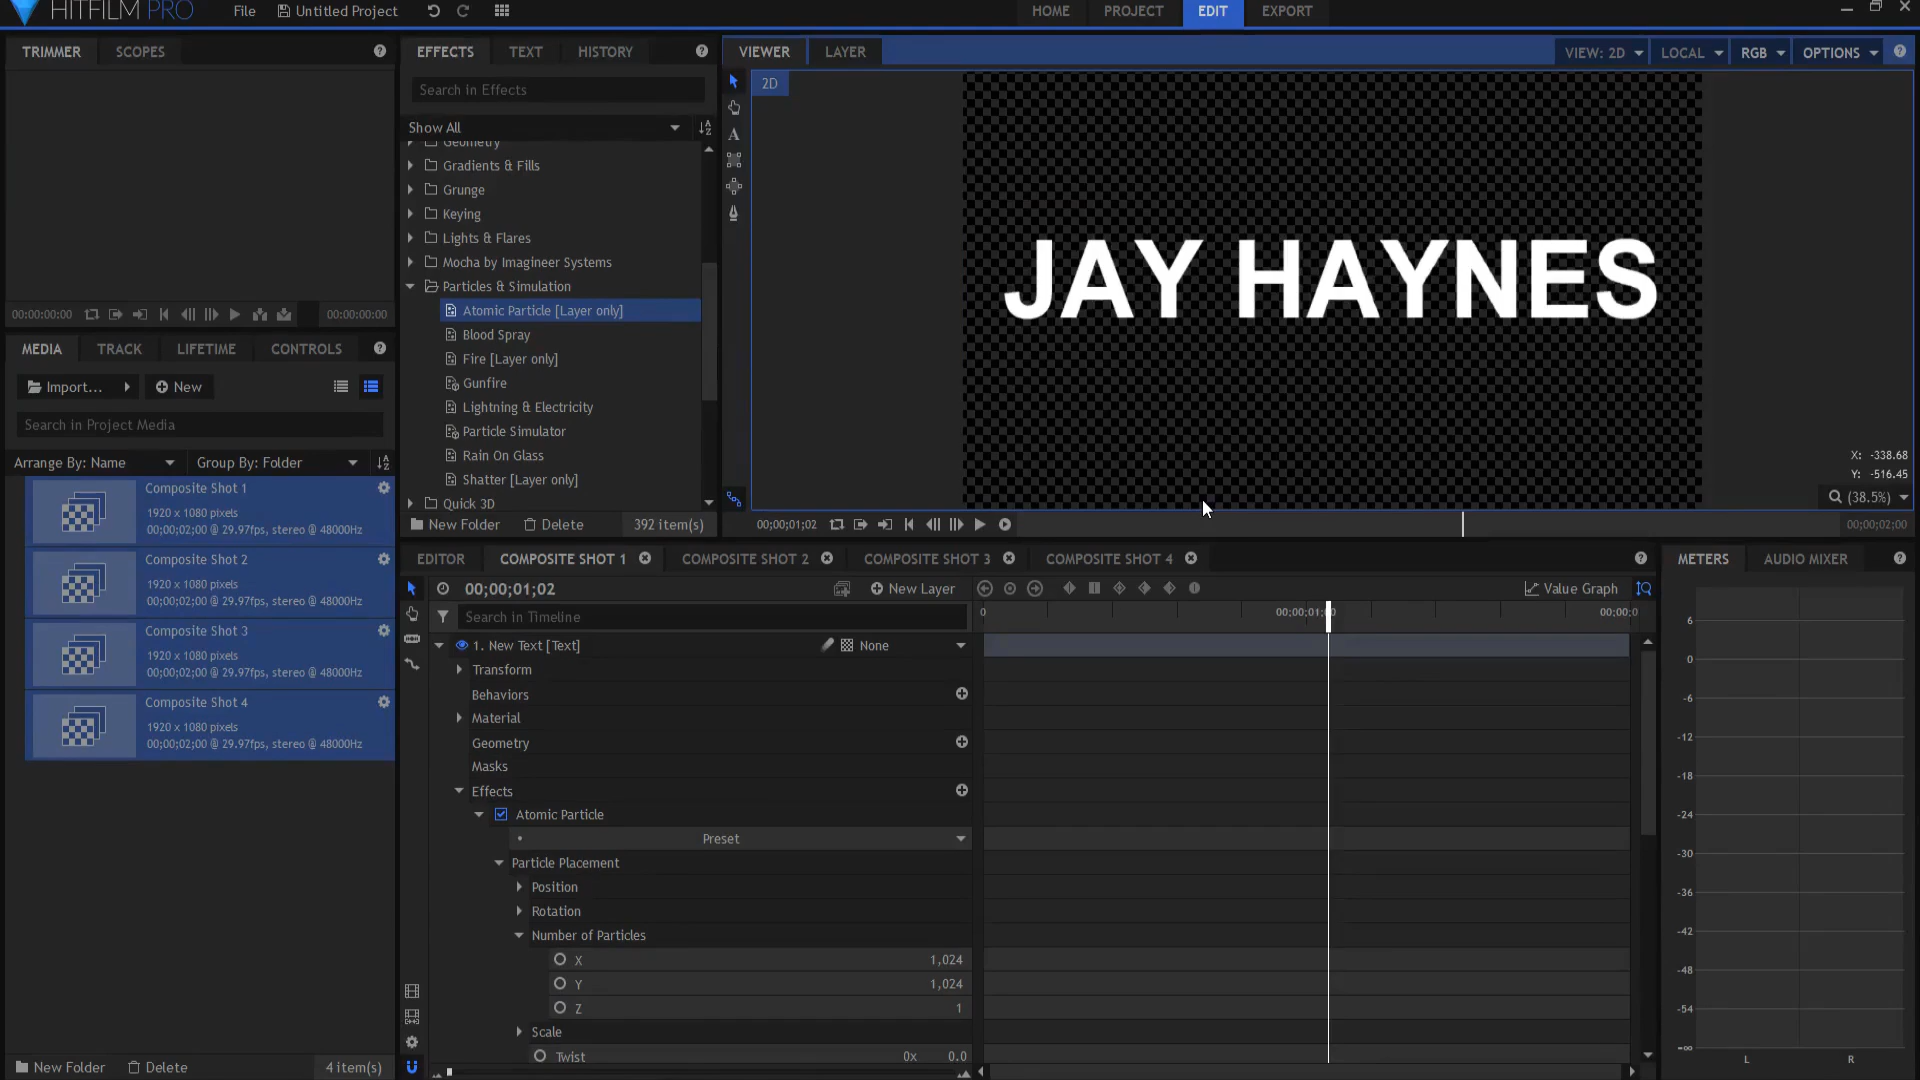 HITFILM PRO
File
Untitled Project
HOME
PROJECT
EDIT
EXPORT
TRIMMER
SCOPES
00:00:00:00
00:00:00:00
MEDIA
TRACK
LIFETIME
CONTROLS
Import...
New
Search in Project Media
Arrange By: Name
Group By: Folder
Composite Shot 1
1920 x 1080 pixels
00;00;02;00 @ 29.97fps, stereo @ 48000Hz
Composite Shot 2
1920 x 1080 pixels
00;00;02;00 @ 29.97fps, stereo @ 48000Hz
Composite Shot 3
1920 x 1080 pixels
00;00;02;00 @ 29.97fps, stereo @ 48000Hz
Composite Shot 4
1920 x 1080 pixels
00;00;02;00 @ 29.97fps, stereo @ 48000Hz
New Folder
Delete
4 item(s)
EFFECTS
TEXT
HISTORY
Search in Effects
Show All
Geometry
Gradients & Fills
Grunge
Keying
Lights & Flares
Mocha by Imagineer Systems
Particles & Simulation
Atomic Particle [Layer only]
Blood Spray
Fire [Layer only]
Gunfire
Lightning & Electricity
Particle Simulator
Rain On Glass
Shatter [Layer only]
Quick 3D
New Folder
Delete
392 item(s)
VIEWER
LAYER
VIEW: 2D
LOCAL
RGB
OPTIONS
2D
A
JAY HAYNES
X: -338.68
Y: -516.45
(38.5%)
00;00;01;02
00;00;02;00
EDITOR
COMPOSITE SHOT 1
COMPOSITE SHOT 2
COMPOSITE SHOT 3
COMPOSITE SHOT 4
00;00;01;02
New Layer
Value Graph
Search in Timeline
0
00;00;01;00
00;00;0
1. New Text [Text]
None
Transform
Behaviors
Material
Geometry
Masks
Effects
Atomic Particle
Preset
Particle Placement
Position
Rotation
Number of Particles
X 1,024
Y 1,024
Z 1
Scale
Twist 0x 0.0
METERS
AUDIO MIXER
6
0
-6
-12
-18
-24
-30
-36
-42
-48
-54
-∞
L
R